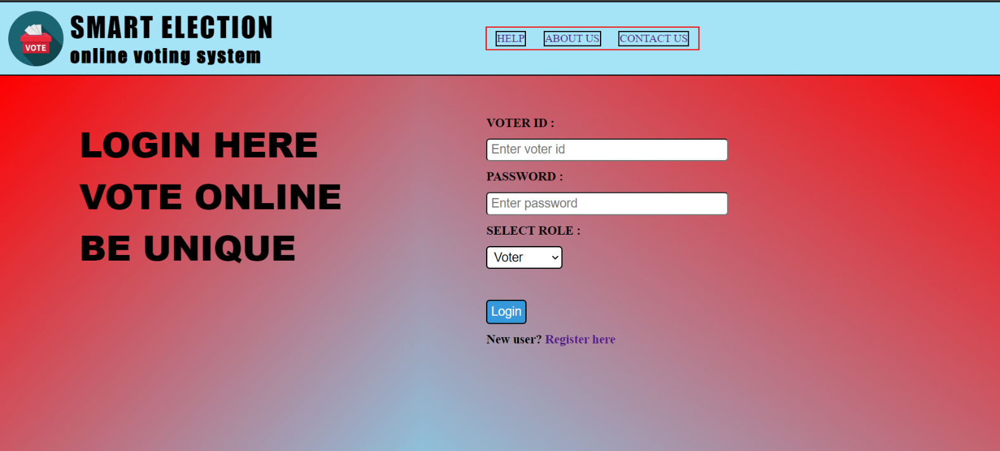 VOTE
SMART ELECTION
online voting system
HELP ABOUT US CONTACT US
LOGIN HERE
VOTE ONLINE
BE UNIQUE
VOTER ID :
Enter voter id
PASSWORD :
Enter password
SELECT ROLE :
Voter
Login
New user? Register here